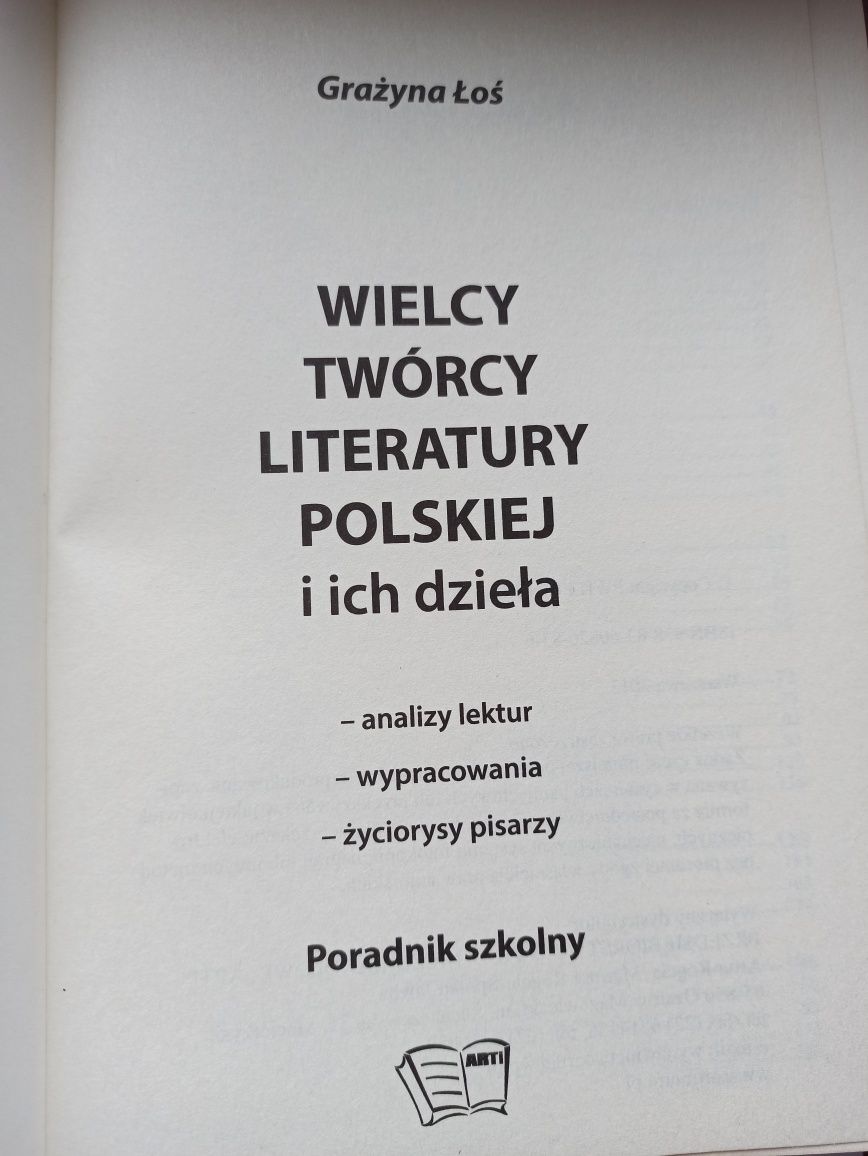 Grażyna Łoś
WIELCY
TWÓRCY
LITERATURY
POLSKIEJ
i ich dzieła
– analizy lektur
– wypracowania
– życiorysy pisarzy
Poradnik szkolny
ARTi